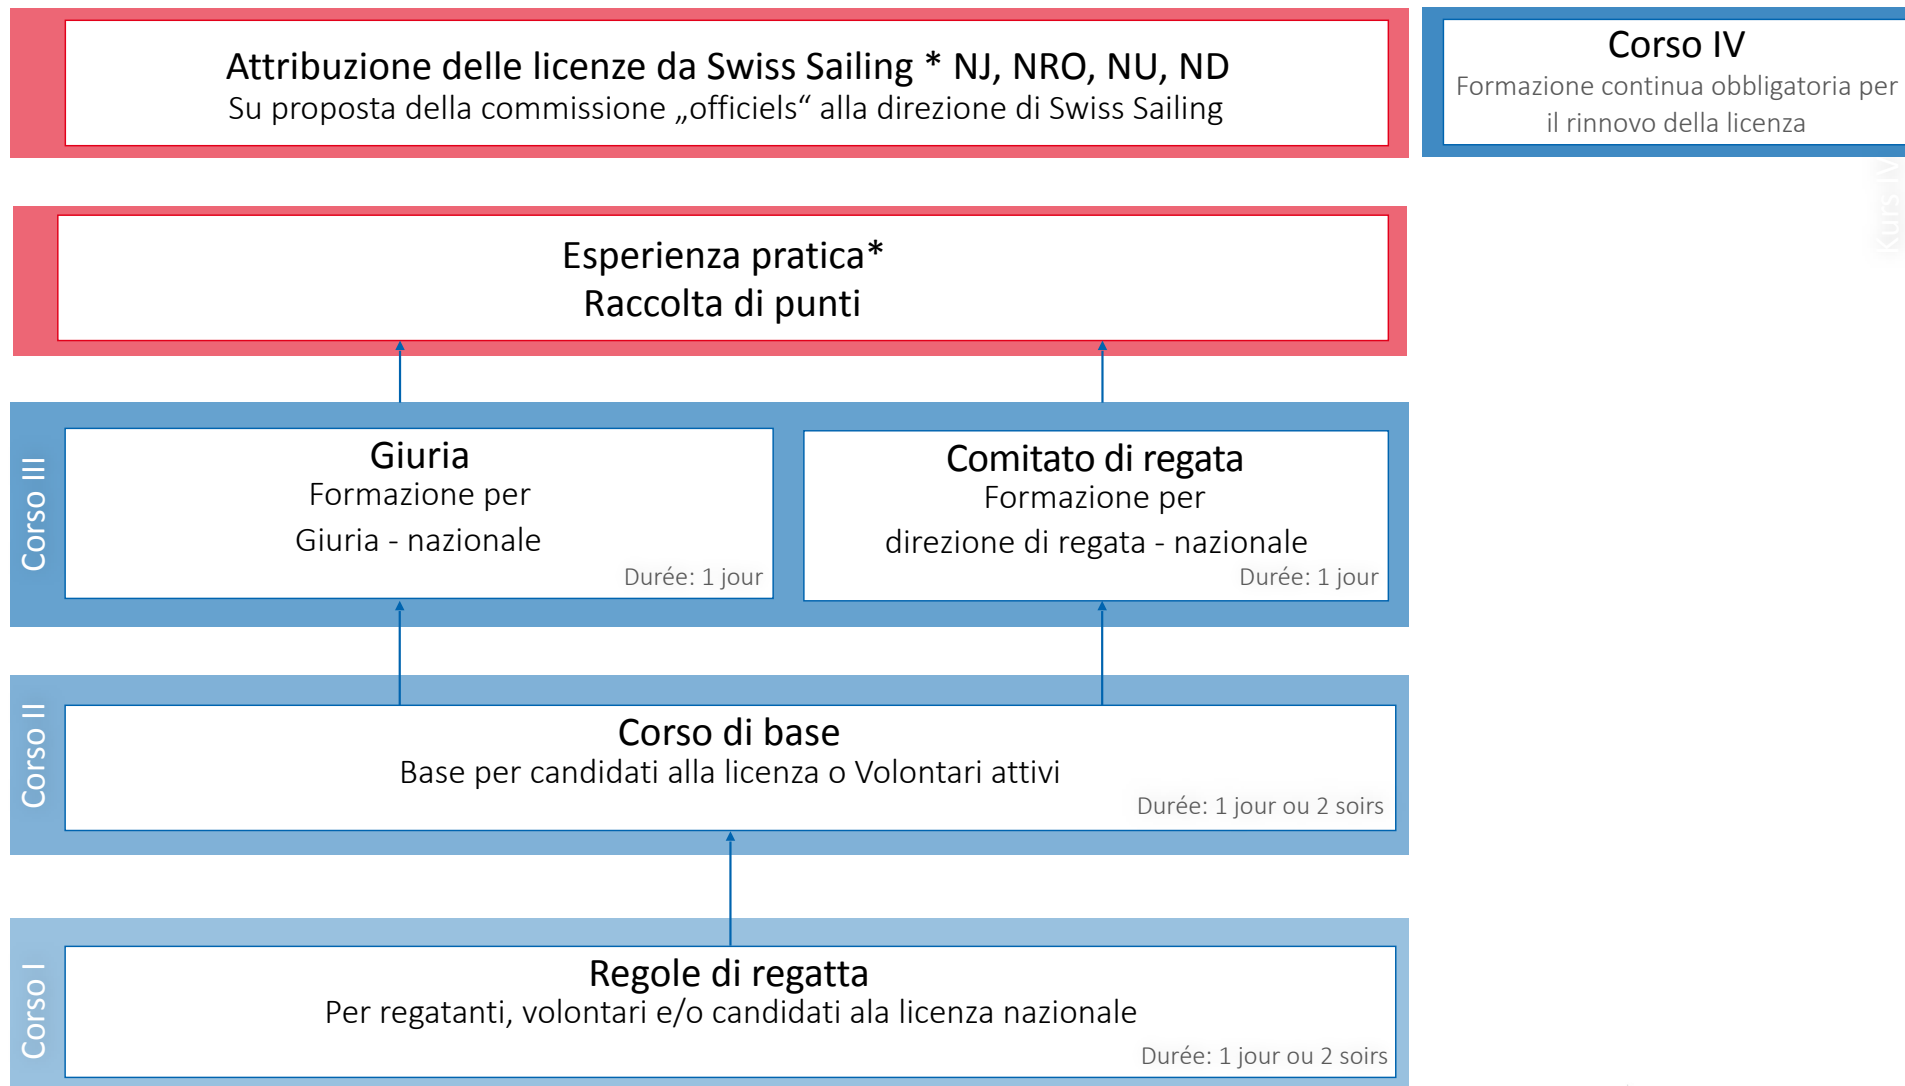 Attribuzione delle licenze da Swiss Sailing * NJ, NRO, NU, ND
Su proposta della commissione „officiels“ alla direzione di Swiss Sailing
Corso IV
Formazione continua obbligatoria per
il rinnovo della licenza
Kurs IV
Esperienza pratica*
Raccolta di punti
Corso III
Giuria
Formazione per
Giuria - nazionale
Durée: 1 jour
Comitato di regata
Formazione per
direzione di regata - nazionale
Durée: 1 jour
Corso II
Corso di base
Base per candidati alla licenza o Volontari attivi
Durée: 1 jour ou 2 soirs
Corso I
Regole di regatta
Per regatanti, volontari e/o candidati ala licenza nazionale
Durée: 1 jour ou 2 soirs